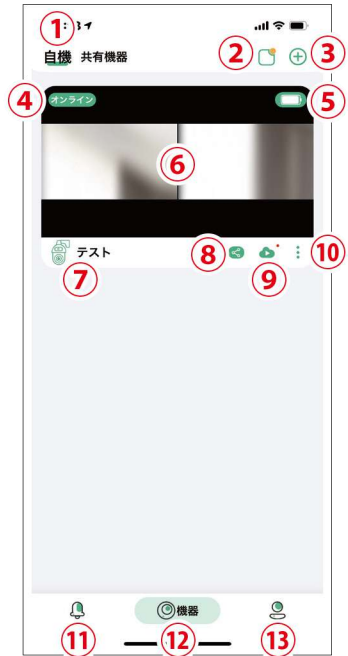 ①
自機 共有機器 ② ③
④ オンライン ⑤
⑥
テスト
⑦ ⑧ ⑨ ⑩
機器
⑪ ⑫ ⑬